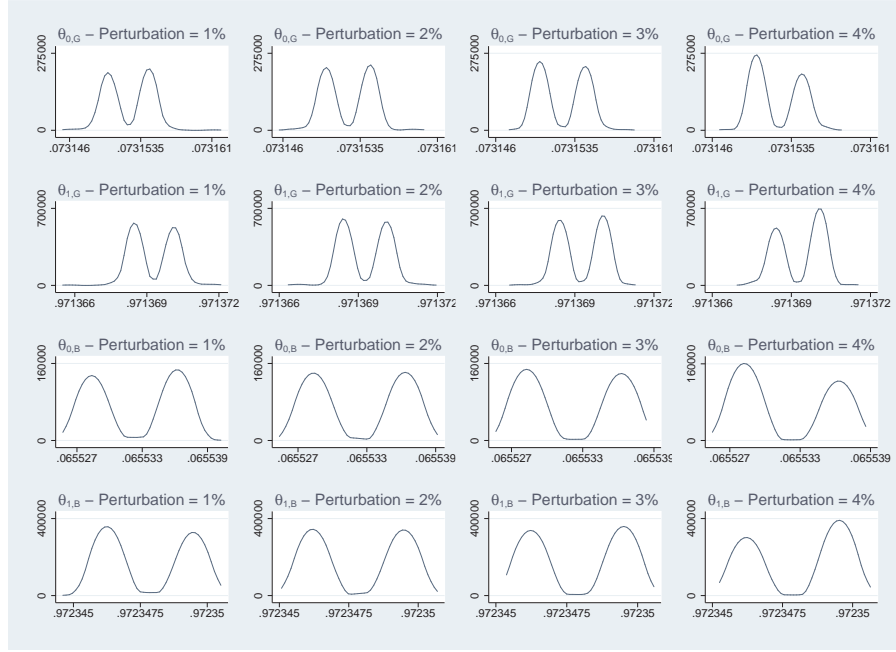 θ0,G – Perturbation = 1% θ0,G – Perturbation = 2% θ0,G – Perturbation = 3% θ0,G – Perturbation = 4%
275000 275000 275000 275000
0 0 0 0
.073146 .0731535 .073161 .073146 .0731535 .073161 .073146 .0731535 .073161 .073146 .0731535 .073161
θ1,G – Perturbation = 1% θ1,G – Perturbation = 2% θ1,G – Perturbation = 3% θ1,G – Perturbation = 4%
700000 700000 700000 700000
0 0 0 0
.971366 .971369 .971372 .971366 .971369 .971372 .971366 .971369 .971372 .971366 .971369 .971372
θ0,B – Perturbation = 1% θ0,B – Perturbation = 2% θ0,B – Perturbation = 3% θ0,B – Perturbation = 4%
160000 160000 160000 160000
0 0 0 0
.065527 .065533 .065539 .065527 .065533 .065539 .065527 .065533 .065539 .065527 .065533 .065539
θ1,B – Perturbation = 1% θ1,B – Perturbation = 2% θ1,B – Perturbation = 3% θ1,B – Perturbation = 4%
400000 400000 400000 400000
0 0 0 0
.972345 .9723475 .97235 .972345 .9723475 .97235 .972345 .9723475 .97235 .972345 .9723475 .97235